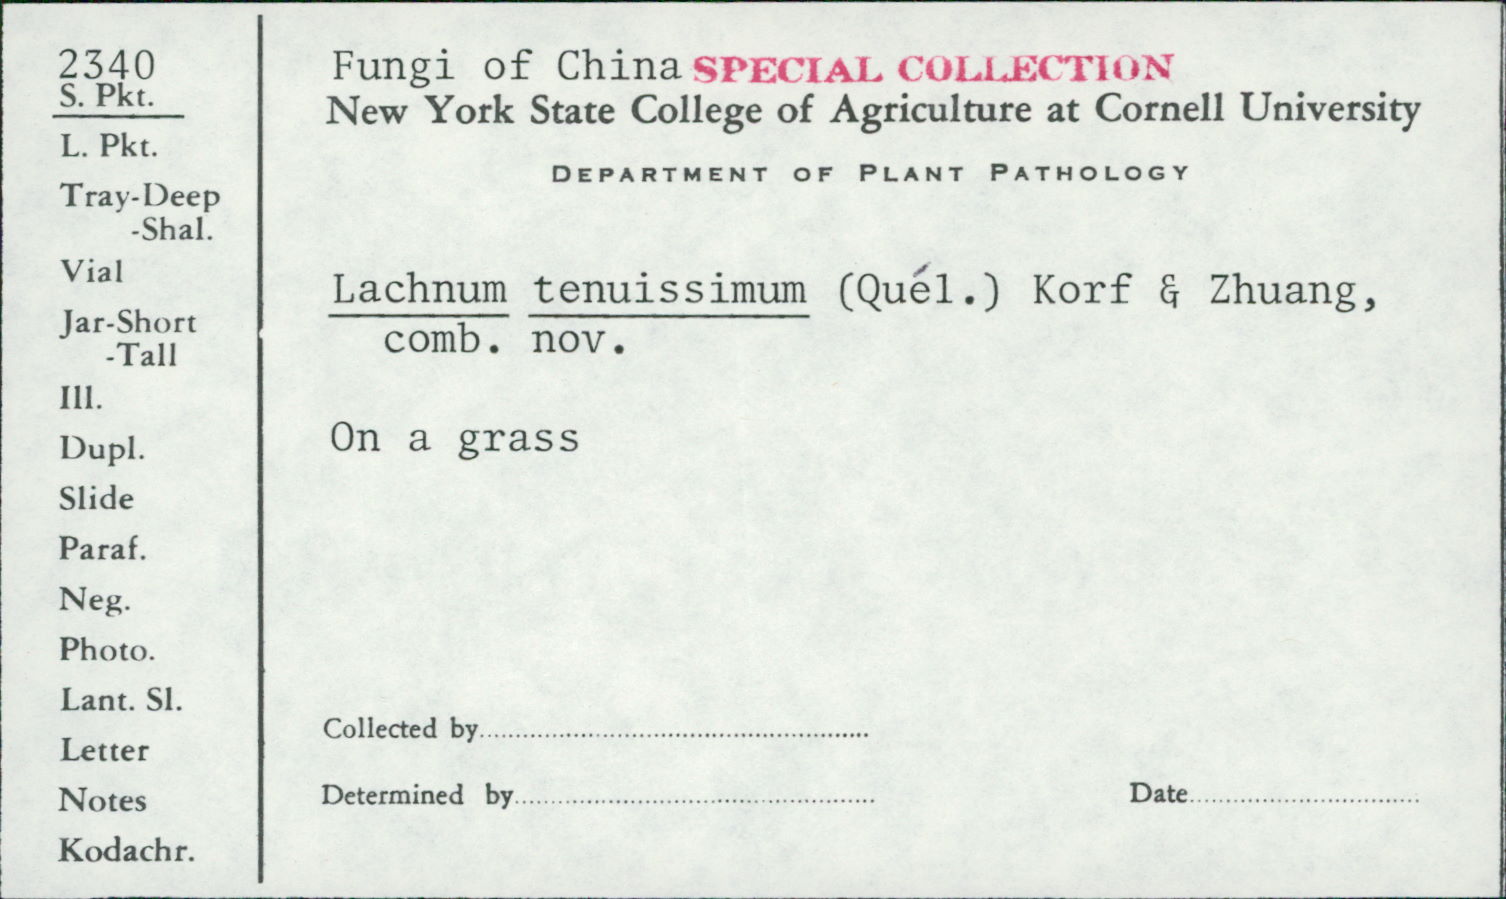 2340
S. Pkt.
L. Pkt.
Tray-Deep
-Shal.
Vial
Jar-Short
-Tall
Ill.
Dupl.
Slide
Paraf.
Neg.
Photo.
Lant. Sl.
Letter
Notes
Kodachr.
Fungi of China SPECIAL COLLECTION
New York State College of Agriculture at Cornell University
DEPARTMENT OF PLANT PATHOLOGY
Lachnum tenuissimum (Quél.) Korf & Zhuang,
comb. nov.
On a grass
Collected by
Determined by Date